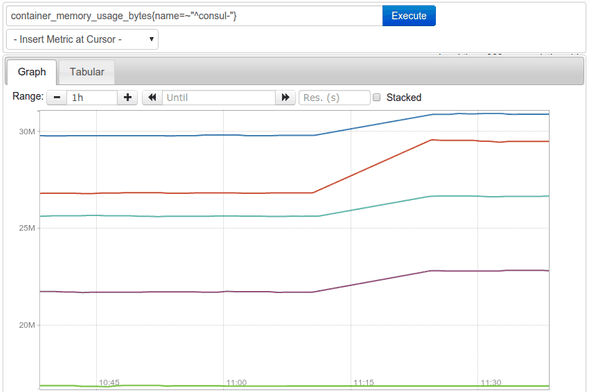 container_memory_usage_bytes{name=~"^consul-"}
Execute
- Insert Metric at Cursor -
Graph Tabular
Range: 1h Until Res. (s) Stacked
30M
25M
20M
10:45 11:00 11:15 11:30